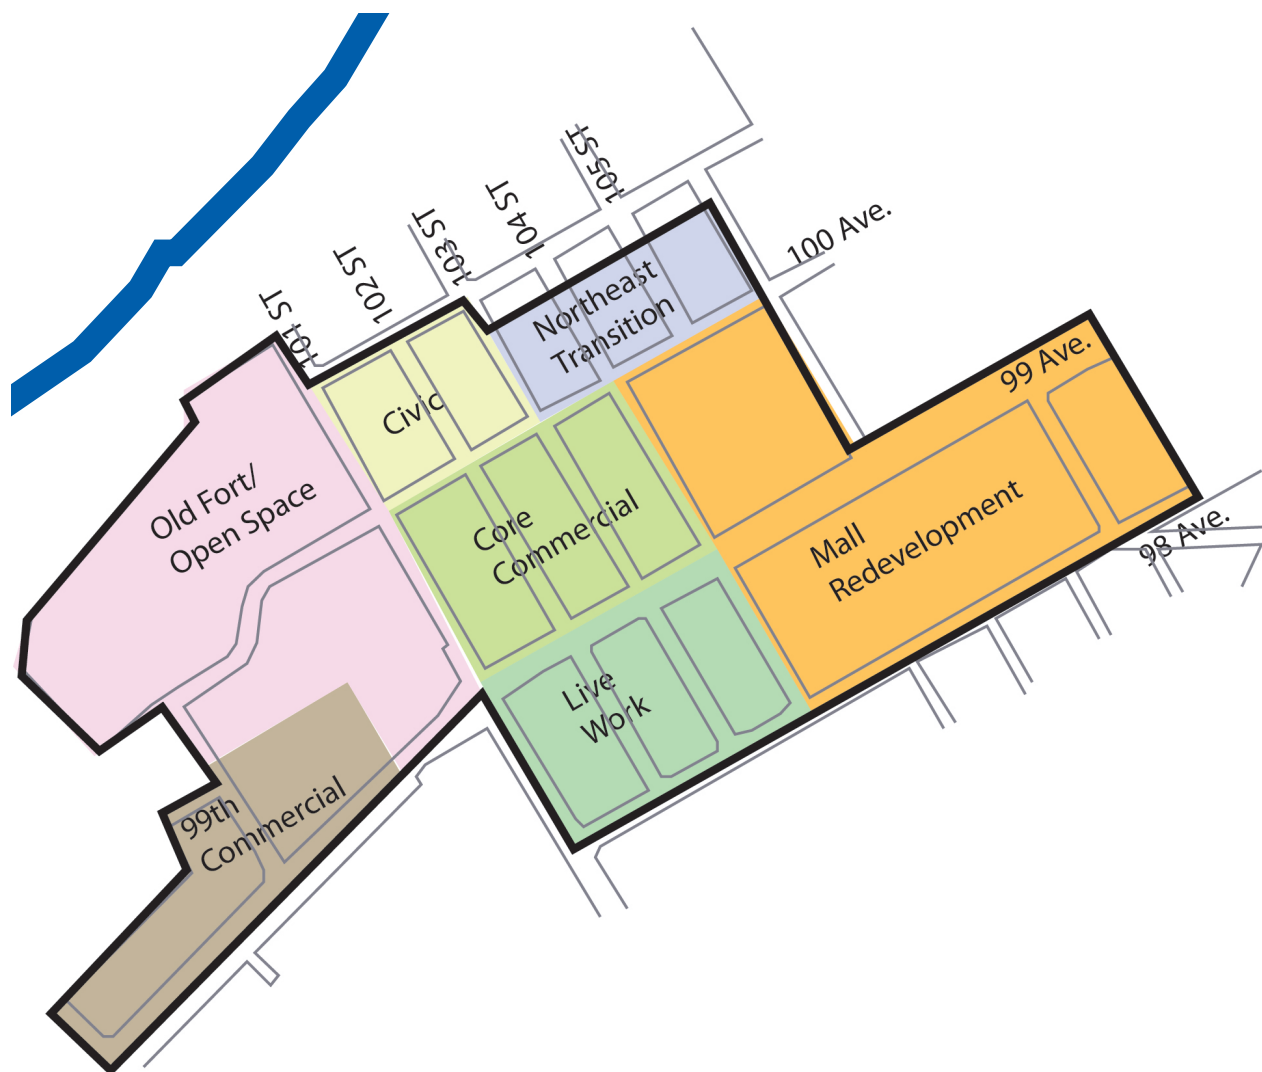 105 ST
104 ST
103 ST
102 ST
101 ST
100 Ave.
Northeast
Transition
99 Ave.
Civic
Old Fort/
Open Space
Core
Commercial
Mall
Redevelopment
98 Ave.
Live
Work
99th
Commercial